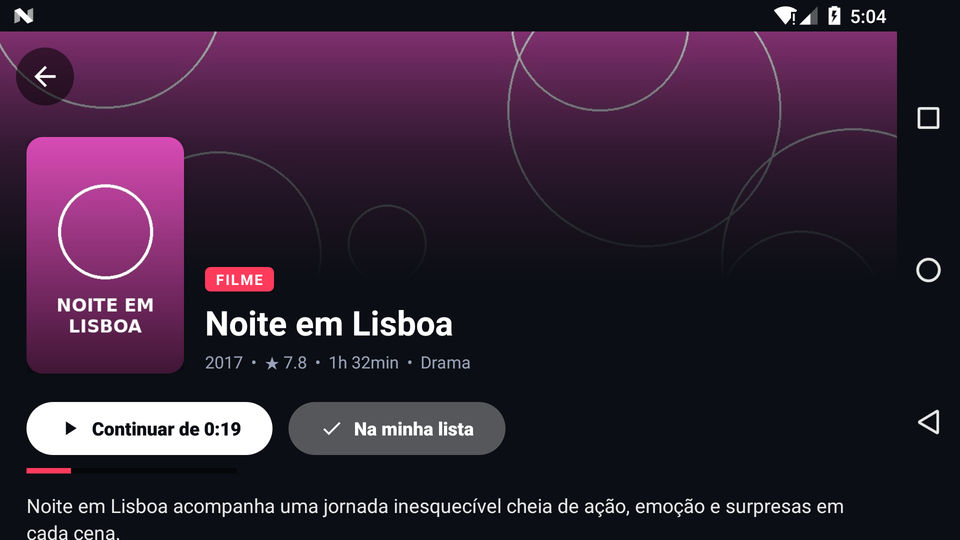 5:04
NOITE EM
LISBOA
FILME
Noite em Lisboa
2017 • ★ 7.8 • 1h 32min • Drama
Continuar de 0:19
Na minha lista
Noite em Lisboa acompanha uma jornada inesquecível cheia de ação, emoção e surpresas em
cada cena.